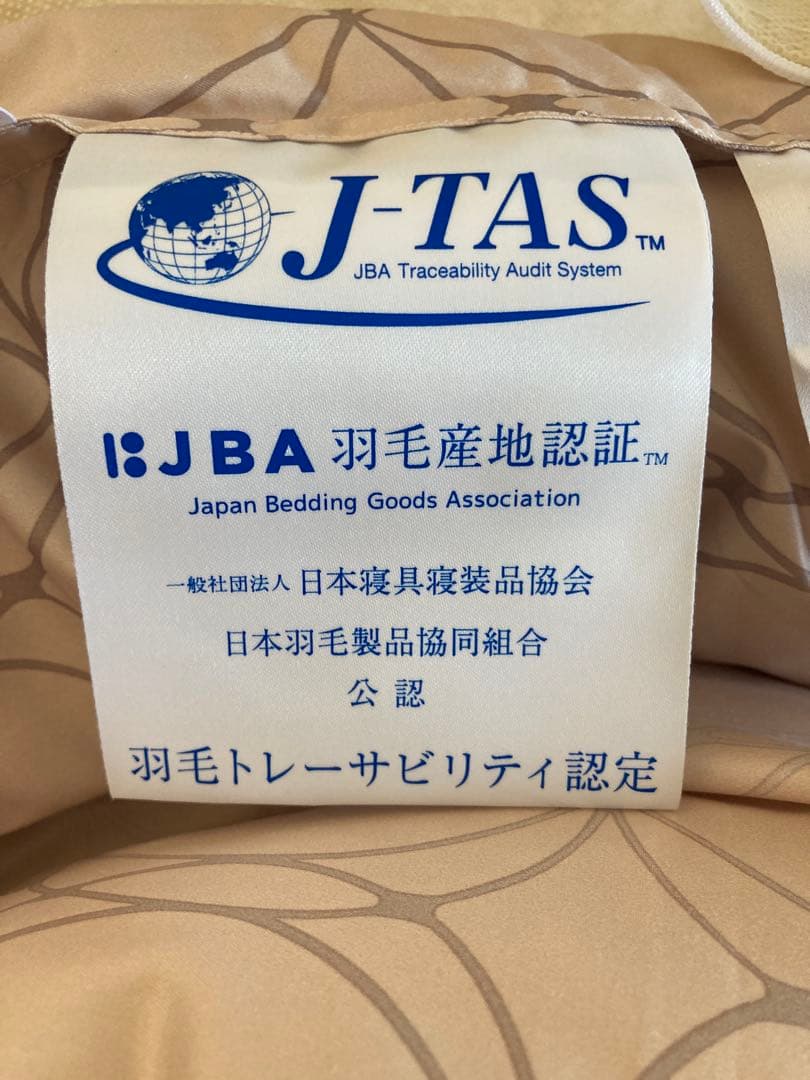 J-TAS™
JBA Traceability Audit System
JBA 羽毛産地認証™
Japan Bedding Goods Association
一般社団法人 日本寝具寝装品協会
日本羽毛製品協同組合
公認
羽毛トレーサビリティ認定